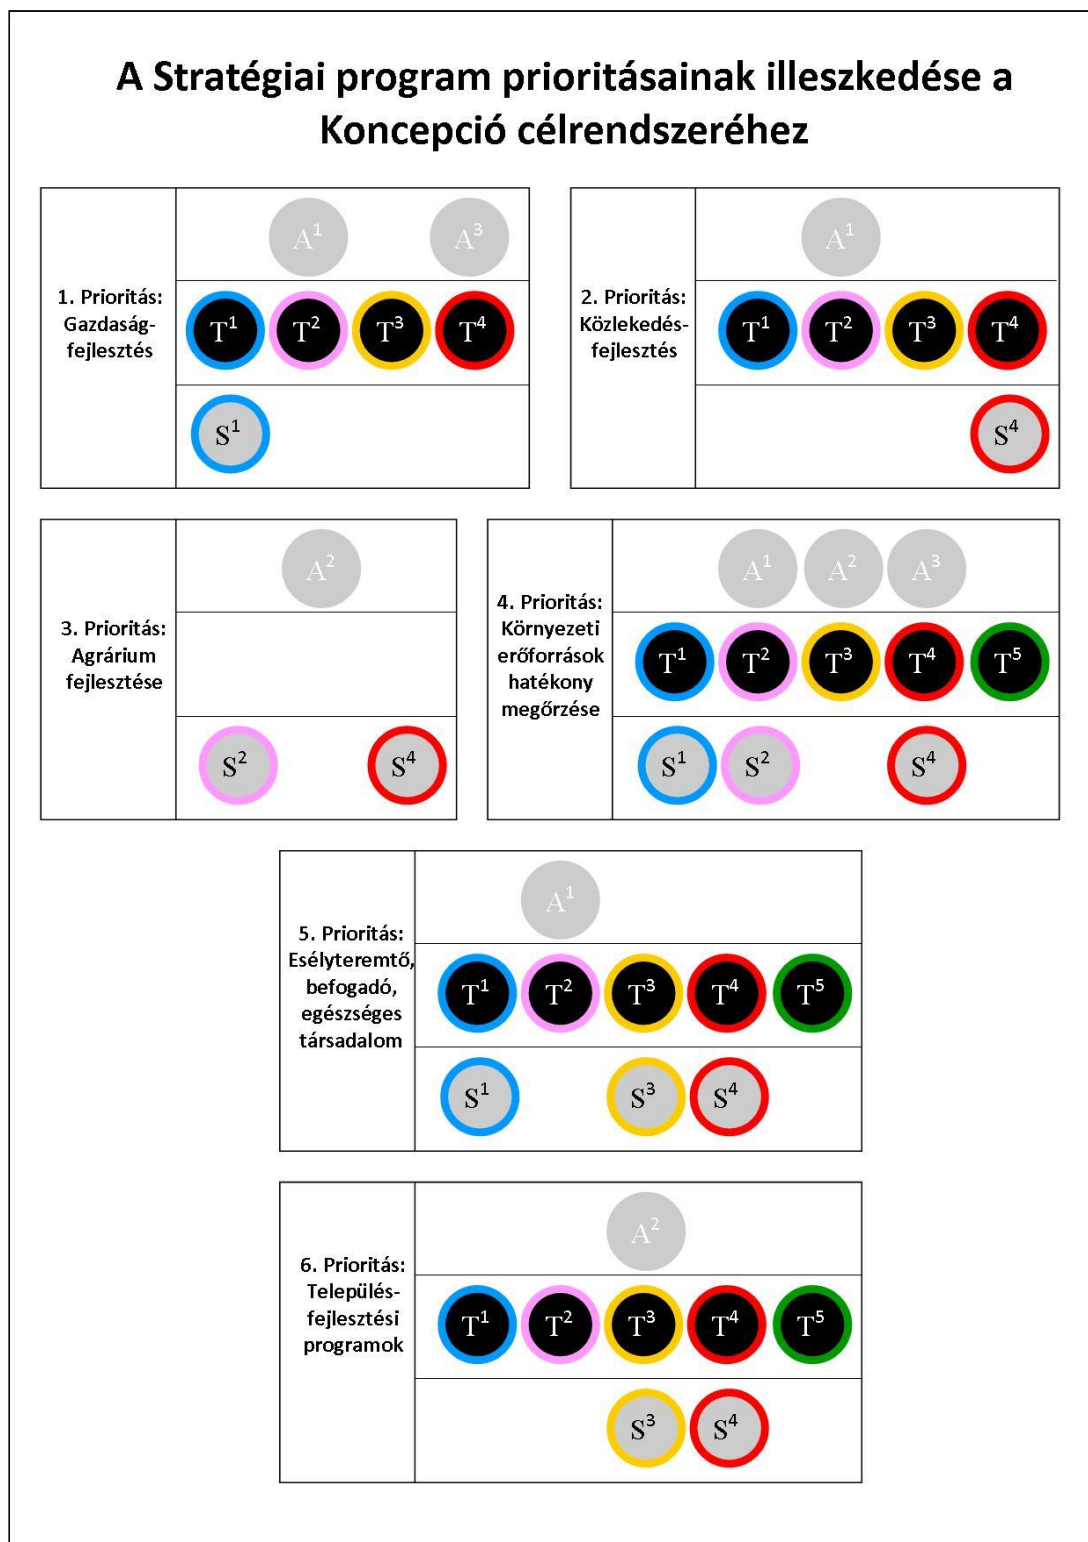 A Stratégiai program prioritásainak illeszkedése a
Koncepció célrendszeréhez
1. Prioritás:
Gazdaság-
fejlesztés
A¹ A³
T¹ T² T³ T⁴
S¹
2. Prioritás:
Közlekedés-
fejlesztés
A¹
T¹ T² T³ T⁴
S⁴
3. Prioritás:
Agrárium
fejlesztése
A²
S² S⁴
4. Prioritás:
Környezeti
erőforrások
hatékony
megőrzése
A¹ A² A³
T¹ T² T³ T⁴ T⁵
S¹ S² S⁴
5. Prioritás:
Esélyteremtő,
befogadó,
egészséges
társadalom
A¹
T¹ T² T³ T⁴ T⁵
S¹ S³ S⁴
6. Prioritás:
Település-
fejlesztési
programok
A²
T¹ T² T³ T⁴ T⁵
S³ S⁴